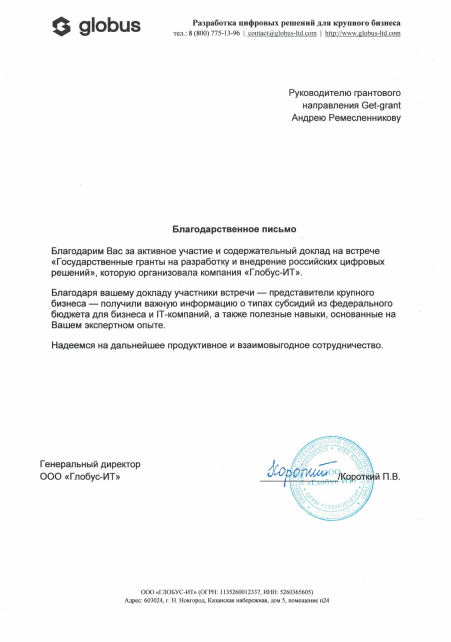 globus
Разработка цифровых решений для крупного бизнеса
тел.: 8 (800) 775-13-96 | contact@globus-ltd.com | http://www.globus-ltd.com
Руководителю грантового
направления Get-grant
Андрею Ремесленникову
Благодарственное письмо
Благодарим Вас за активное участие и содержательный доклад на встрече
«Государственные гранты на разработку и внедрение российских цифровых
решений», которую организовала компания «Глобус-ИТ».
Благодаря вашему докладу участники встречи — представители крупного
бизнеса — получили важную информацию о типах субсидий из федерального
бюджета для бизнеса и IT-компаний, а также полезные навыки, основанные на
Вашем экспертном опыте.
Надеемся на дальнейшее продуктивное и взаимовыгодное сотрудничество.
Генеральный директор
ООО «Глобус-ИТ»
Короткий
/Короткий П.В.
ООО
«Глобус-ИТ»
ООО «ГЛОБУС-ИТ» (ОГРН: 1135260012337, ИНН: 5260365605)
Адрес: 603024, г. Н. Новгород, Казанская набережная, дом 5, помещение п24